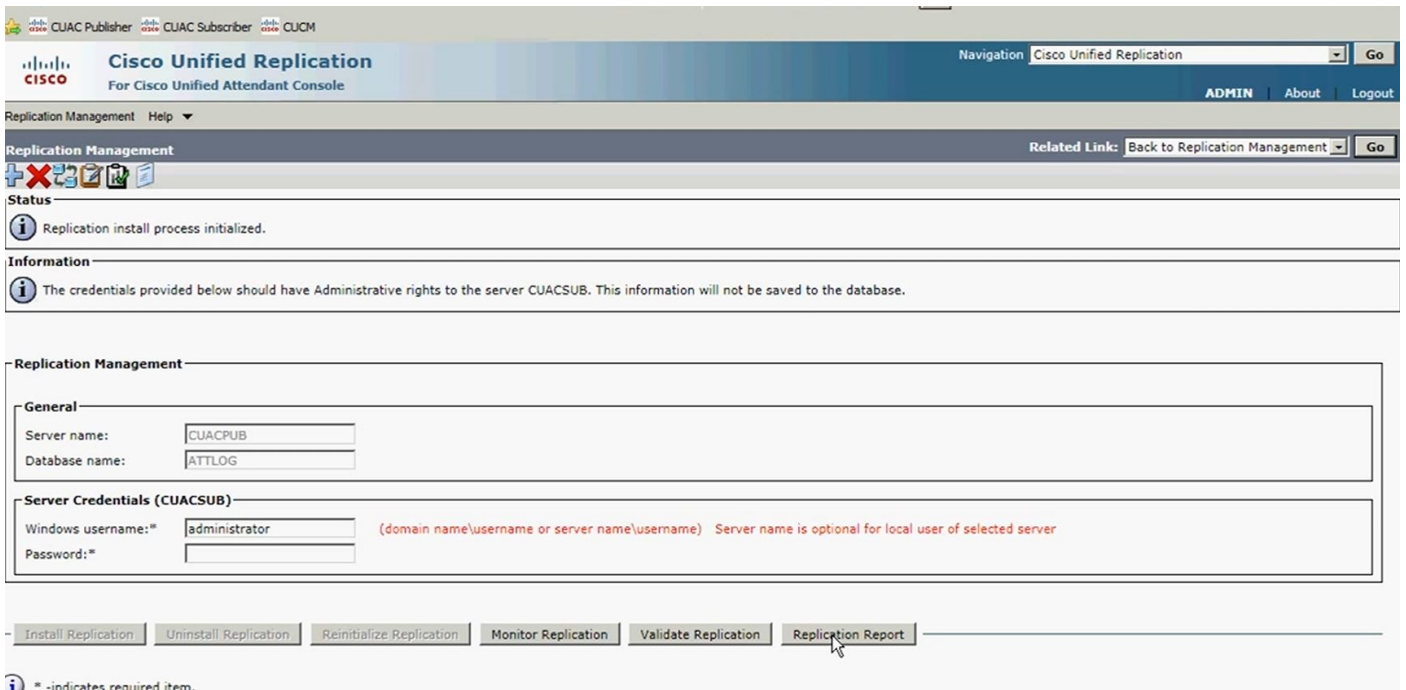 CISCO CUAC Publisher CISCO CUAC Subscriber CISCO CUCM
CISCO
Cisco Unified Replication
For Cisco Unified Attendant Console
Navigation Cisco Unified Replication Go
ADMIN | About | Logout
Replication Management Help
Replication Management
Related Link: Back to Replication Management Go
Status
Replication install process initialized.
Information
The credentials provided below should have Administrative rights to the server CUACSUB. This information will not be saved to the database.
Replication Management
General
Server name: CUACPUB
Database name: ATTLOG
Server Credentials (CUACSUB)
Windows username:* administrator (domain name\username or server name\username) Server name is optional for local user of selected server
Password:*
Install Replication Uninstall Replication Reinitialize Replication Monitor Replication Validate Replication Replication Report
* -indicates required item.